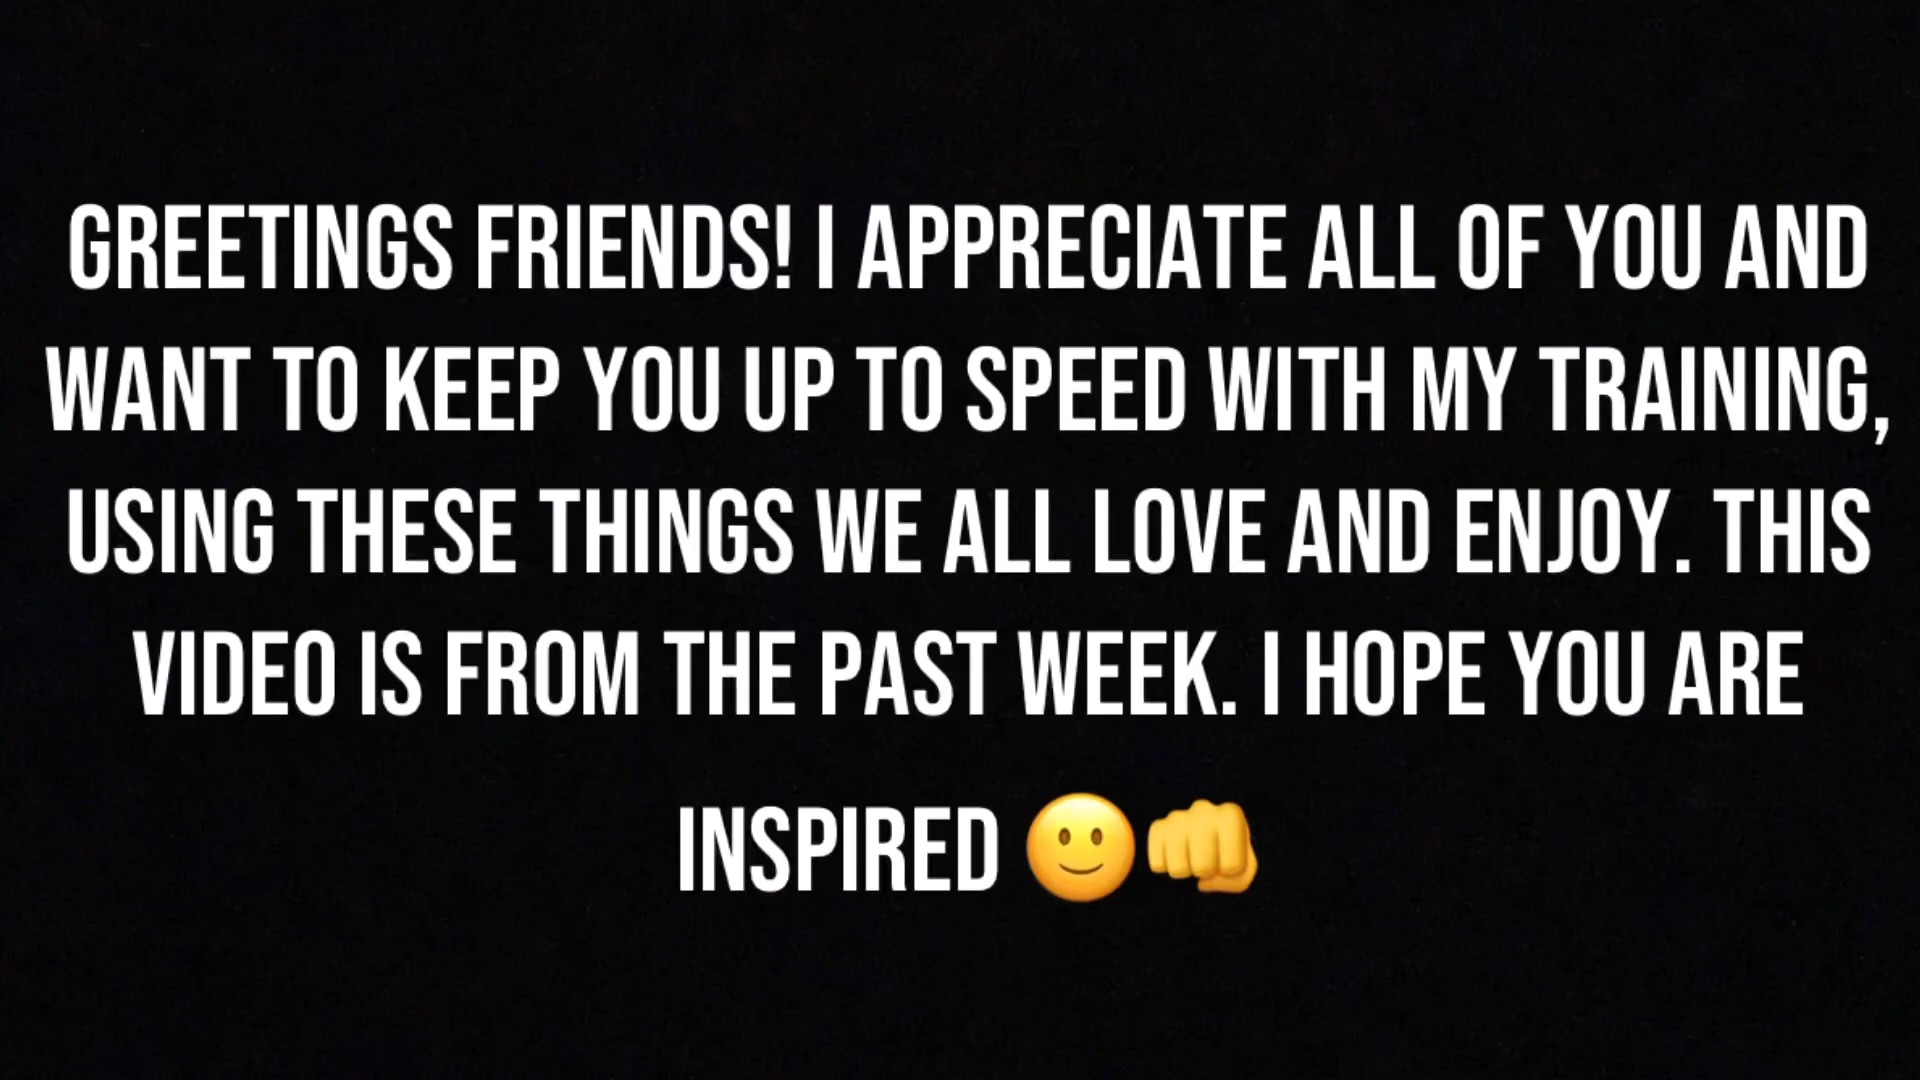 GREETINGS FRIENDS! I APPRECIATE ALL OF YOU AND
WANT TO KEEP YOU UP TO SPEED WITH MY TRAINING,
USING THESE THINGS WE ALL LOVE AND ENJOY. THIS
VIDEO IS FROM THE PAST WEEK. I HOPE YOU ARE
INSPIRED 🙂👊